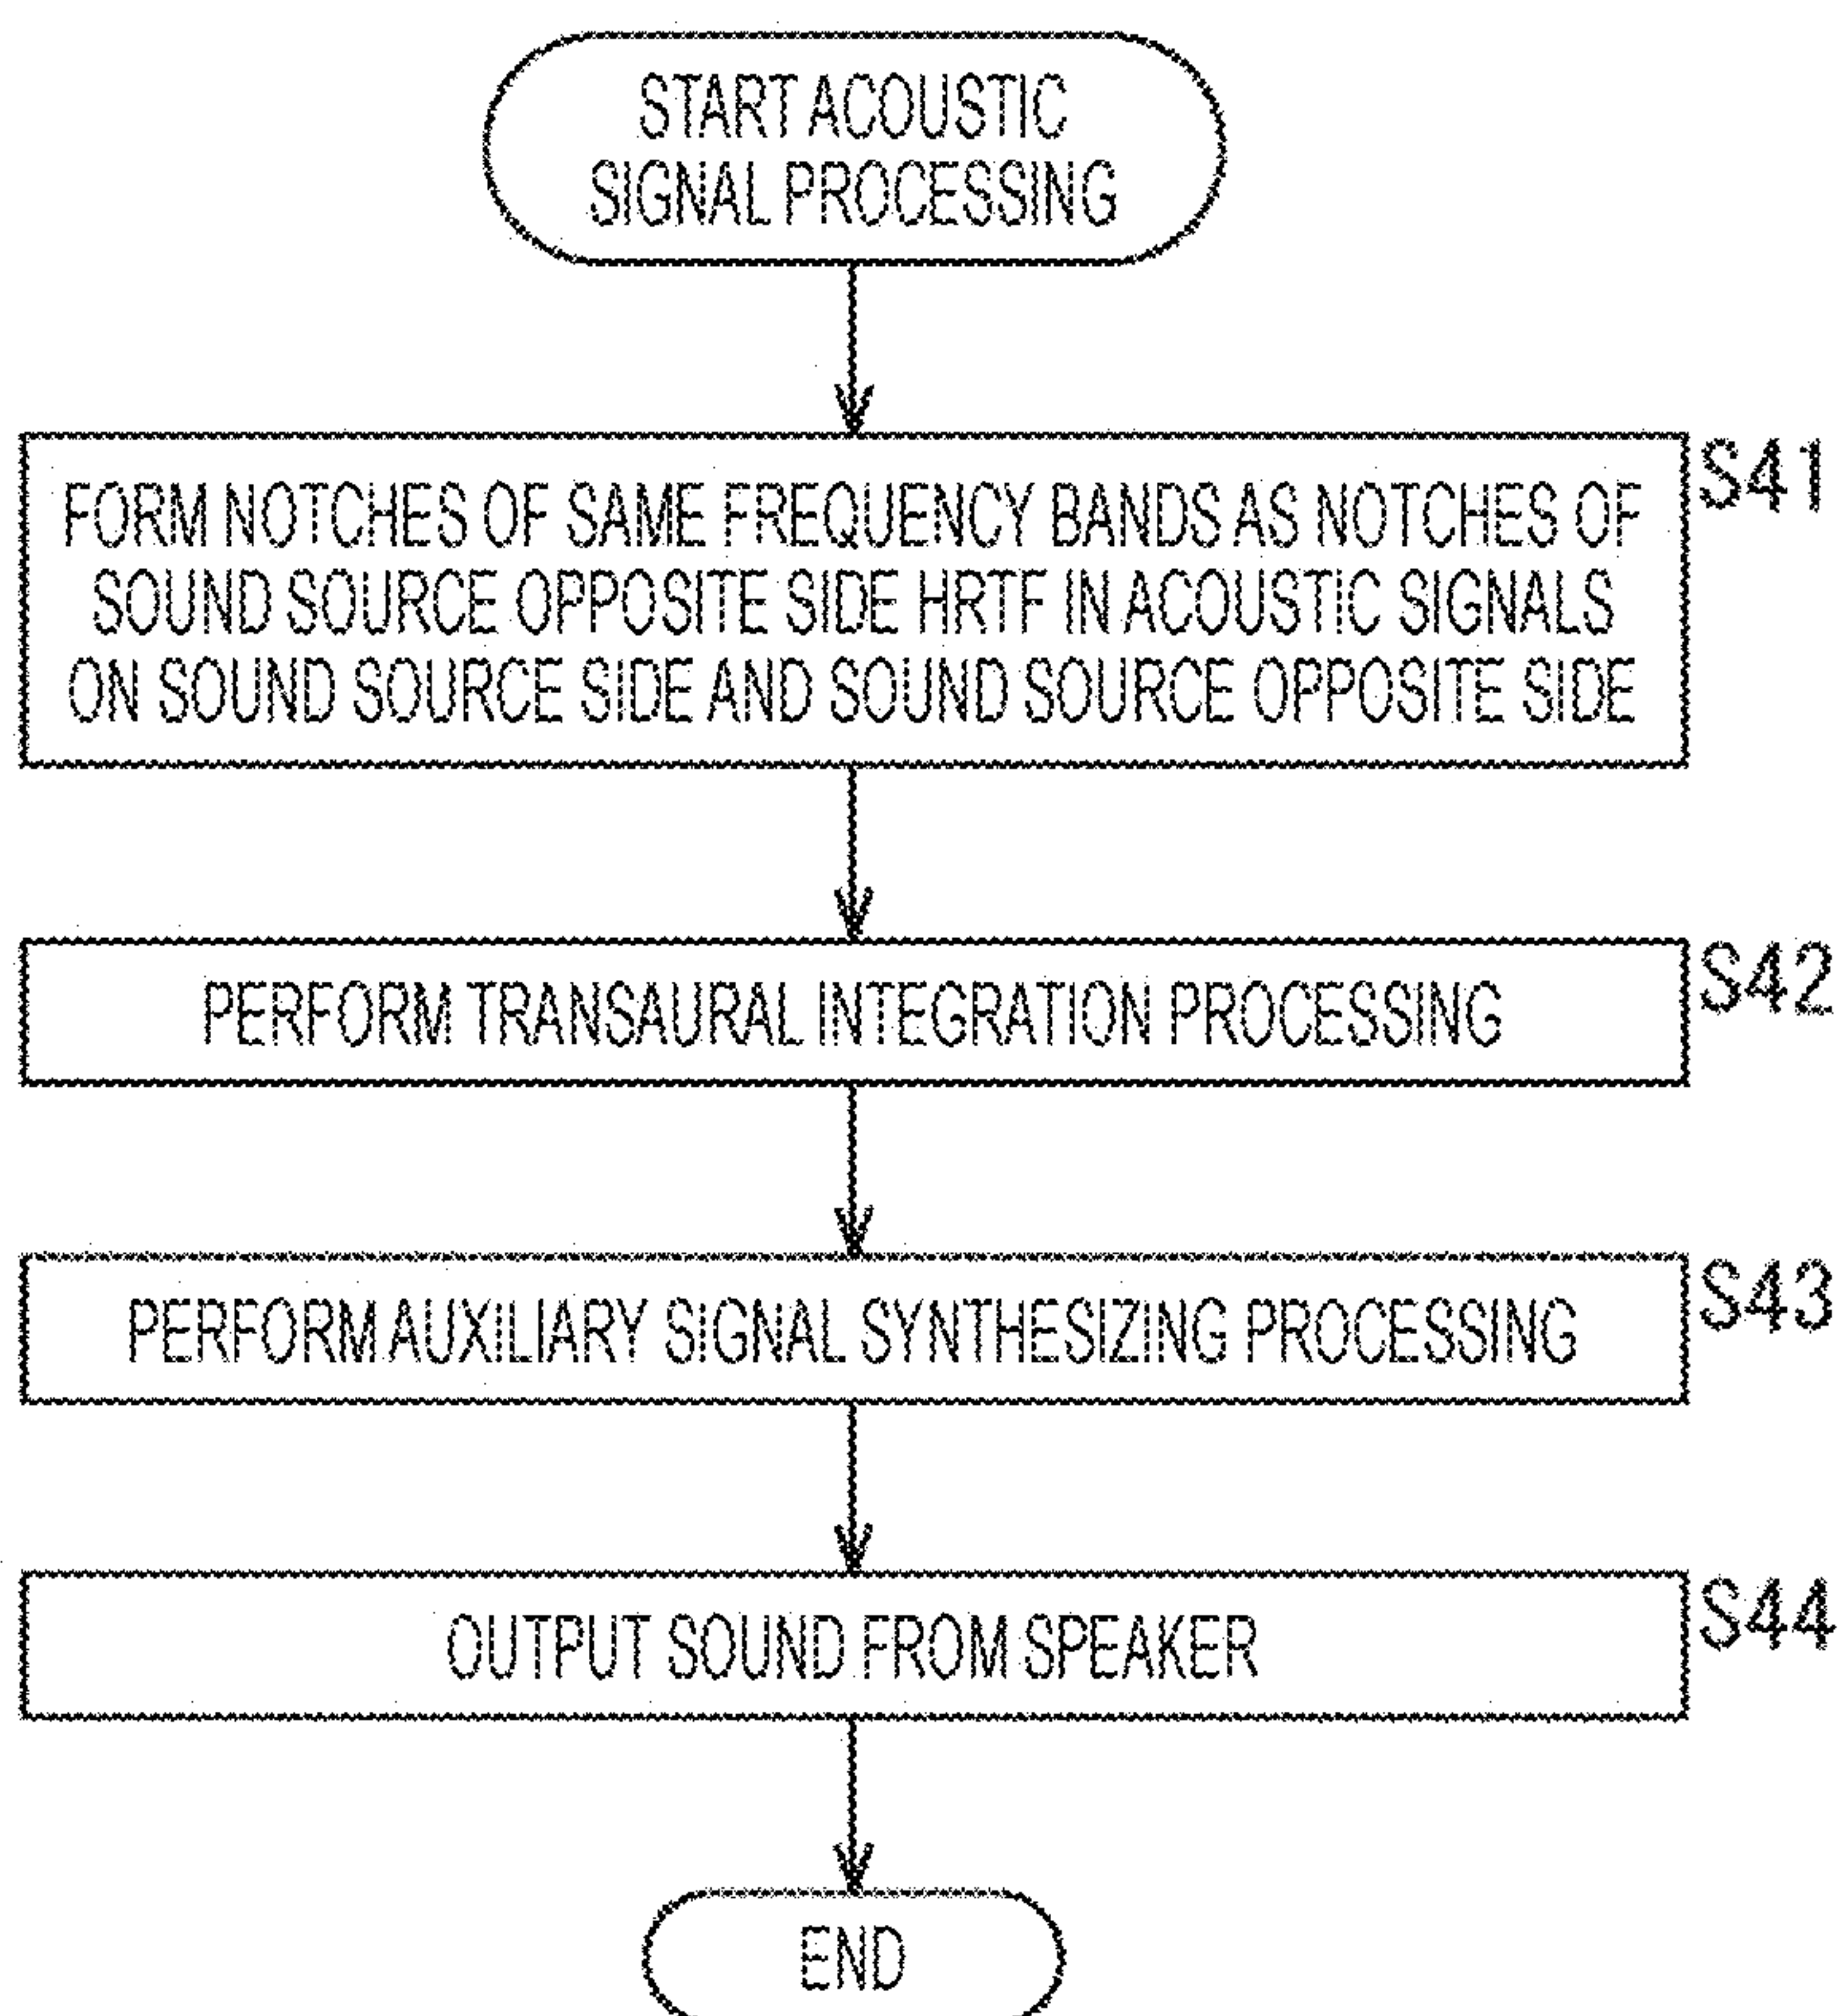 START ACOUSTIC
SIGNAL PROCESSING
FORM NOTCHES OF SAME FREQUENCY BANDS AS NOTCHES OF
SOUND SOURCE OPPOSITE SIDE HRTF IN ACOUSTIC SIGNALS
ON SOUND SOURCE SIDE AND SOUND SOURCE OPPOSITE SIDE
S41
PERFORM TRANSAURAL INTEGRATION PROCESSING
S42
PERFORM AUXILIARY SIGNAL SYNTHESIZING PROCESSING
S43
OUTPUT SOUND FROM SPEAKER
S44
END